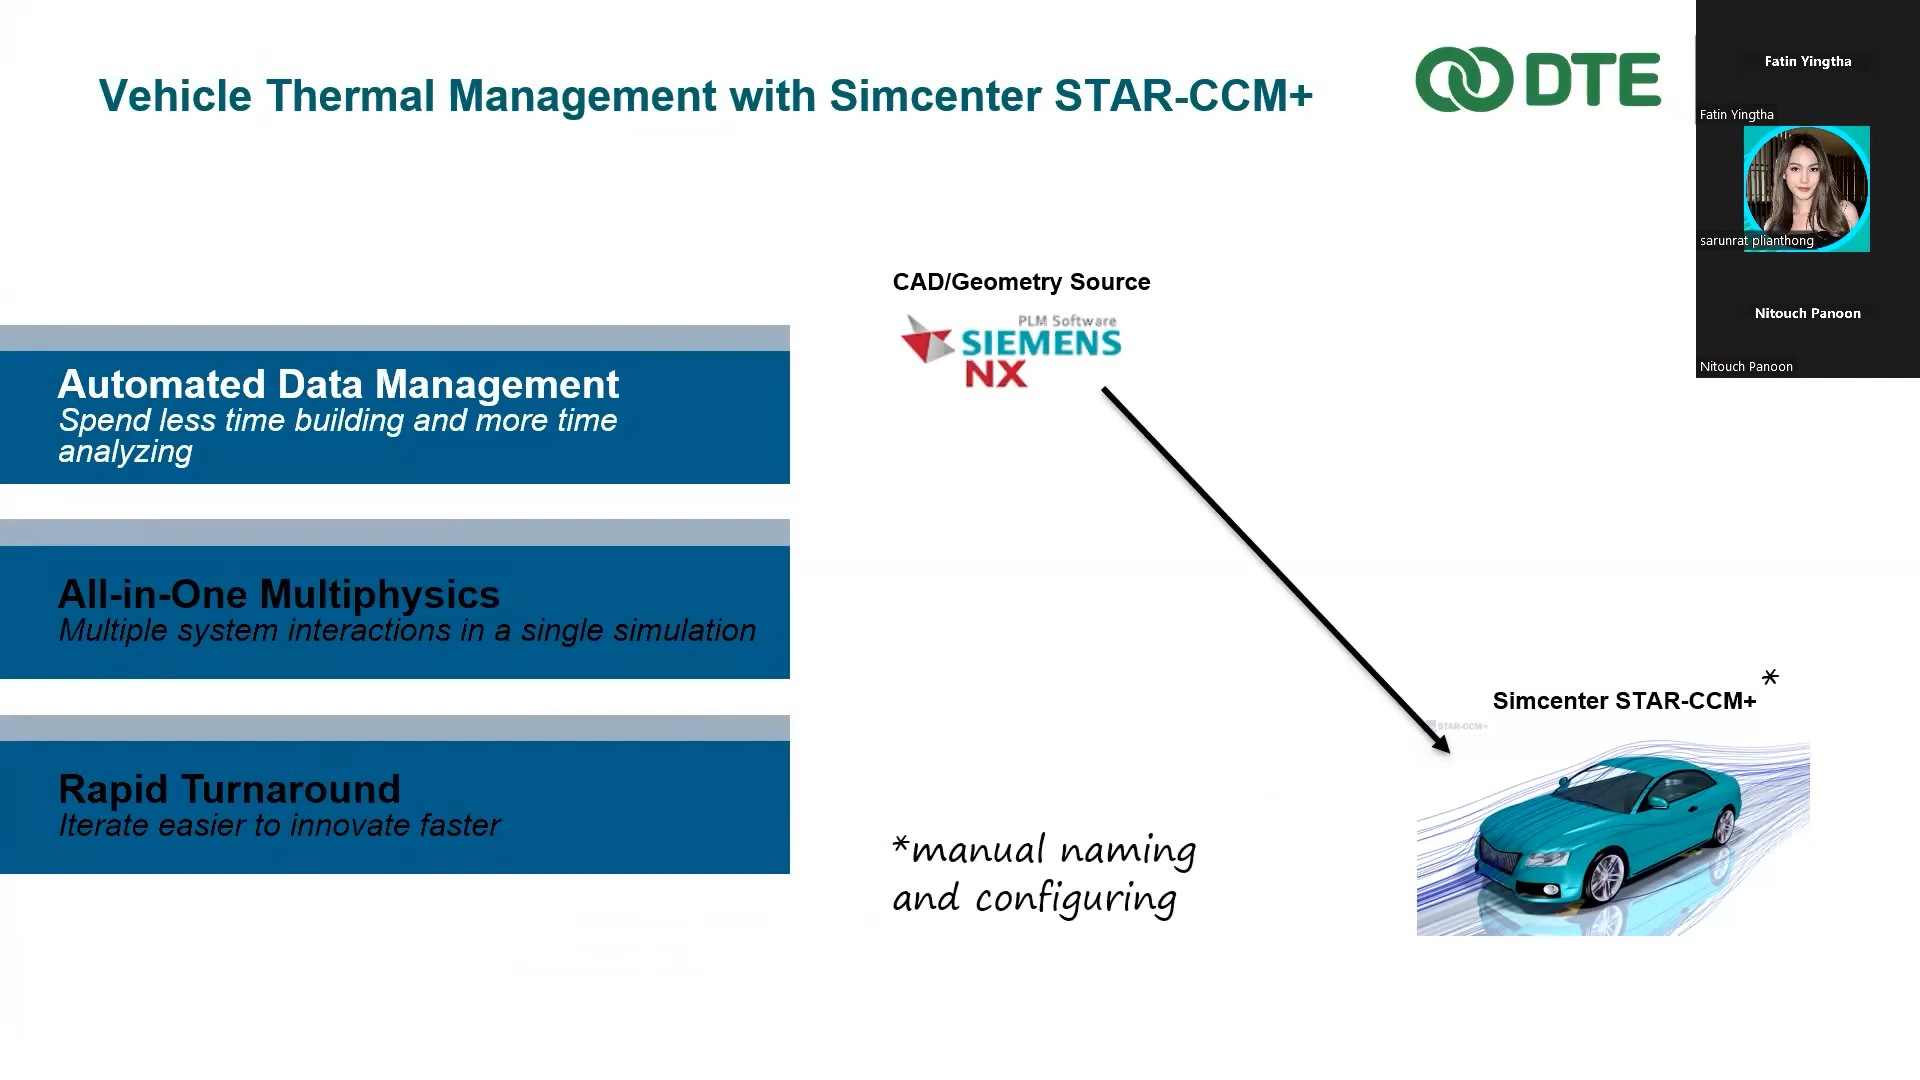 Vehicle Thermal Management with Simcenter STAR-CCM+
DTE
Fatin Yingtha
Fatin Yingtha
sarunrat plianthong
Nitouch Panoon
Nitouch Panoon
Automated Data Management
Spend less time building and more time
analyzing
All-in-One Multiphysics
Multiple system interactions in a single simulation
Rapid Turnaround
Iterate easier to innovate faster
CAD/Geometry Source
PLM Software
SIEMENS
NX
*
Simcenter STAR-CCM+
STAR-CCM+
*manual naming
and configuring